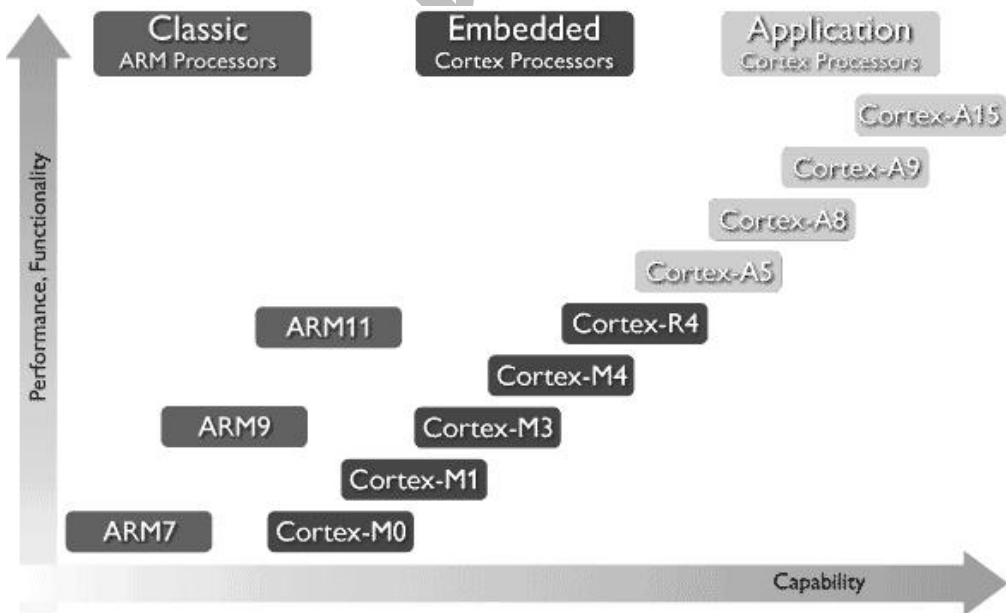 Classic
ARM Processors
Embedded
Cortex Processors
Application
Cortex Processors
Cortex-A15
Cortex-A9
Cortex-A8
Cortex-A5
ARM11
Cortex-R4
Cortex-M4
ARM9
Cortex-M3
Cortex-M1
ARM7
Cortex-M0
Performance, Functionality
Capability